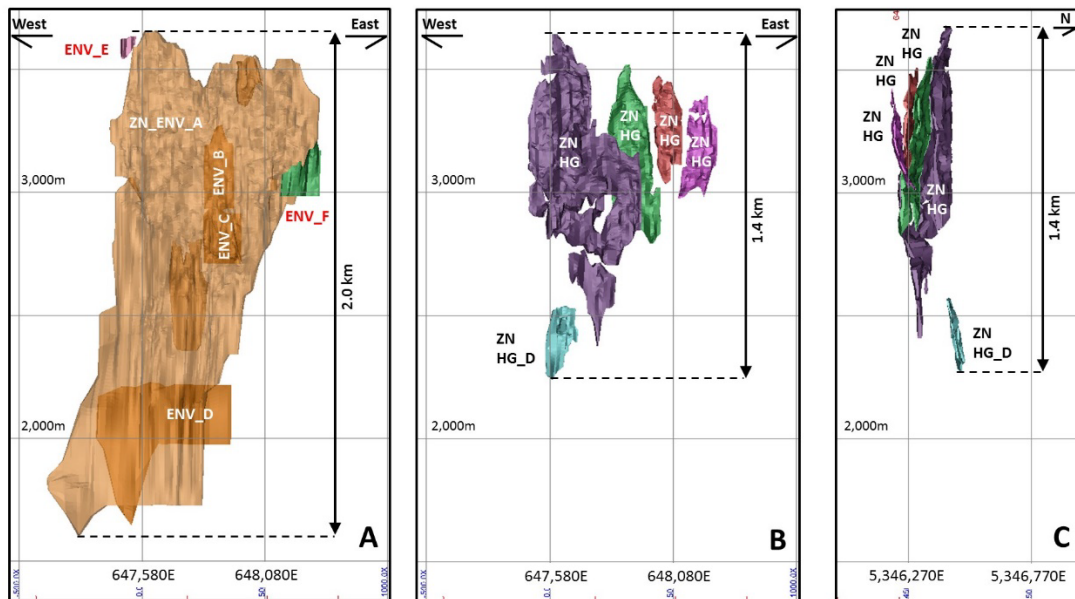 West
East
ENV_E
ZN_ENV_A
ENV_B
ENV_C
3,000m
ENV_F
2.0 km
ENV_D
2,000m
A
647,580E
648,080E
1000.0X
West
East
ZN
HG
ZN
HG
ZN
HG
ZN
HG
3,000m
1.4 km
ZN
HG_D
2,000m
B
647,580E
648,080E
N
ZN
HG
ZN
HG
ZN
HG
ZN
HG
3,000m
1.4 km
ZN
HG_D
2,000m
C
5,346,270E
5,346,770E